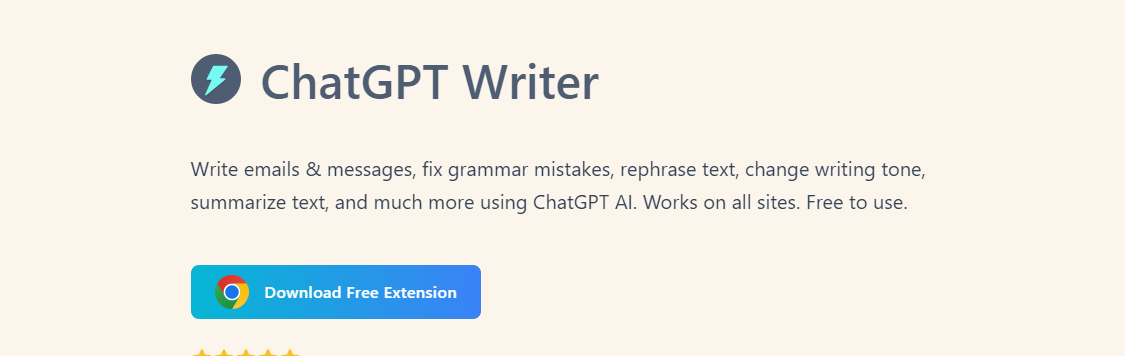 ChatGPT Writer
Write emails & messages, fix grammar mistakes, rephrase text, change writing tone,
summarize text, and much more using ChatGPT AI. Works on all sites. Free to use.
Download Free Extension